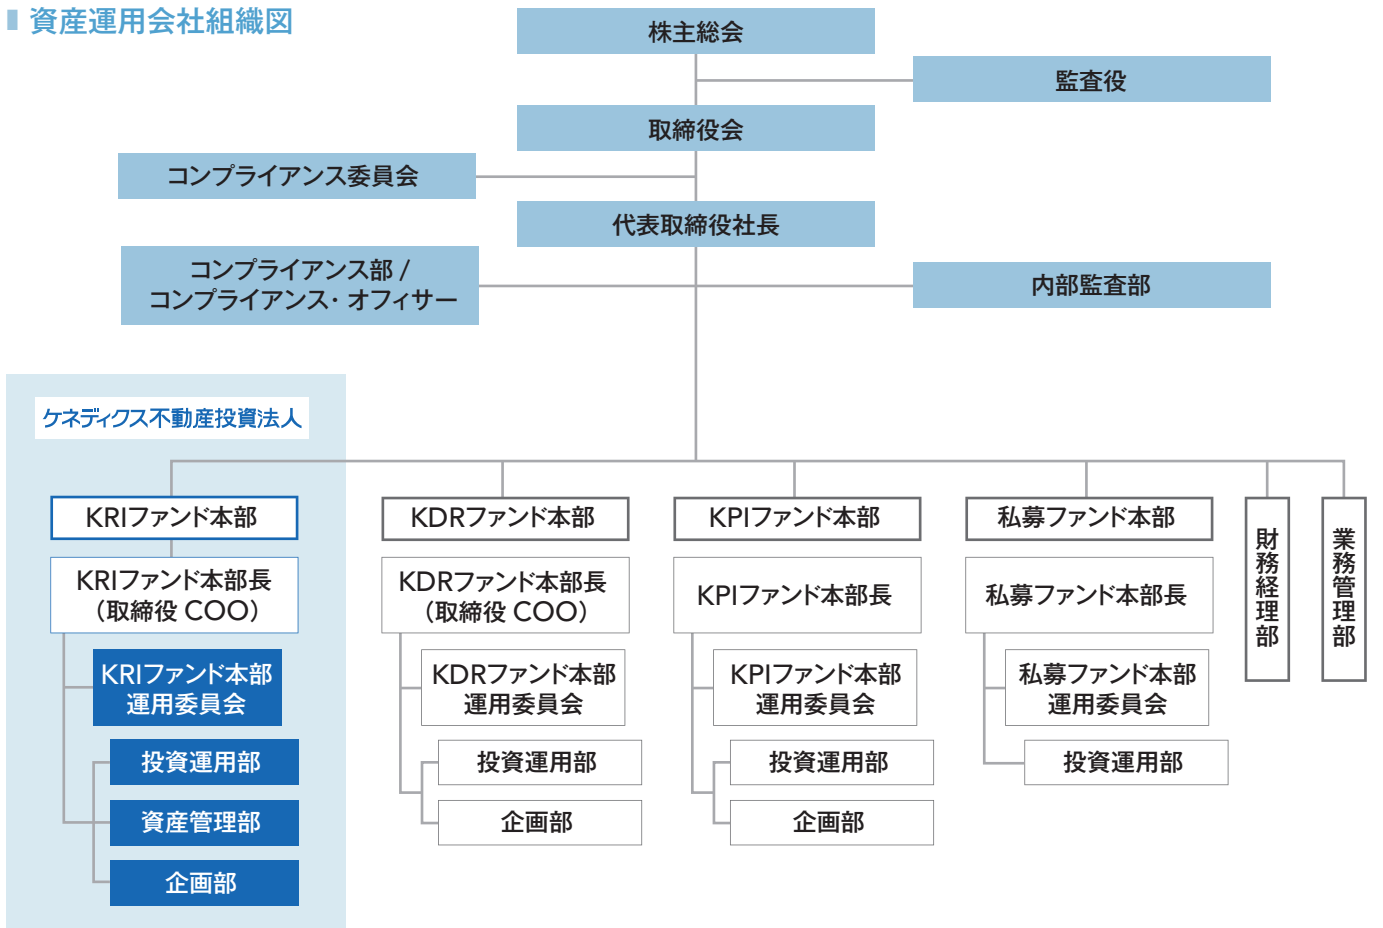 資産運用会社組織図
株主総会
監査役
取締役会
コンプライアンス委員会
代表取締役社長
コンプライアンス部 /
コンプライアンス・オフィサー
内部監査部
ケネディクス不動産投資法人
KRIファンド本部
KRIファンド本部長
（取締役 COO）
KRIファンド本部
運用委員会
投資運用部
資産管理部
企画部
KDRファンド本部
KDRファンド本部長
（取締役 COO）
KDRファンド本部
運用委員会
投資運用部
企画部
KPIファンド本部
KPIファンド本部長
KPIファンド本部
運用委員会
投資運用部
企画部
私募ファンド本部
私募ファンド本部長
私募ファンド本部
運用委員会
投資運用部
財務経理部
業務管理部